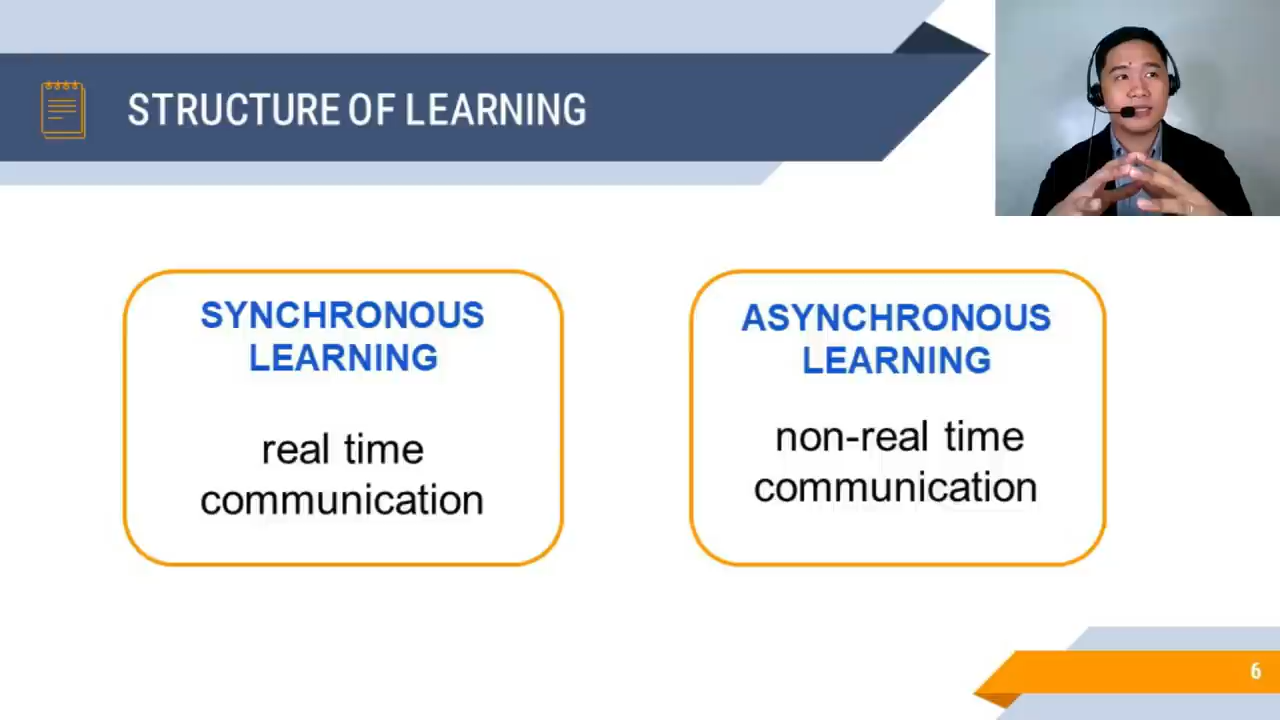 STRUCTURE OF LEARNING
SYNCHRONOUS
LEARNING
real time
communication
ASYNCHRONOUS
LEARNING
non-real time
communication
6